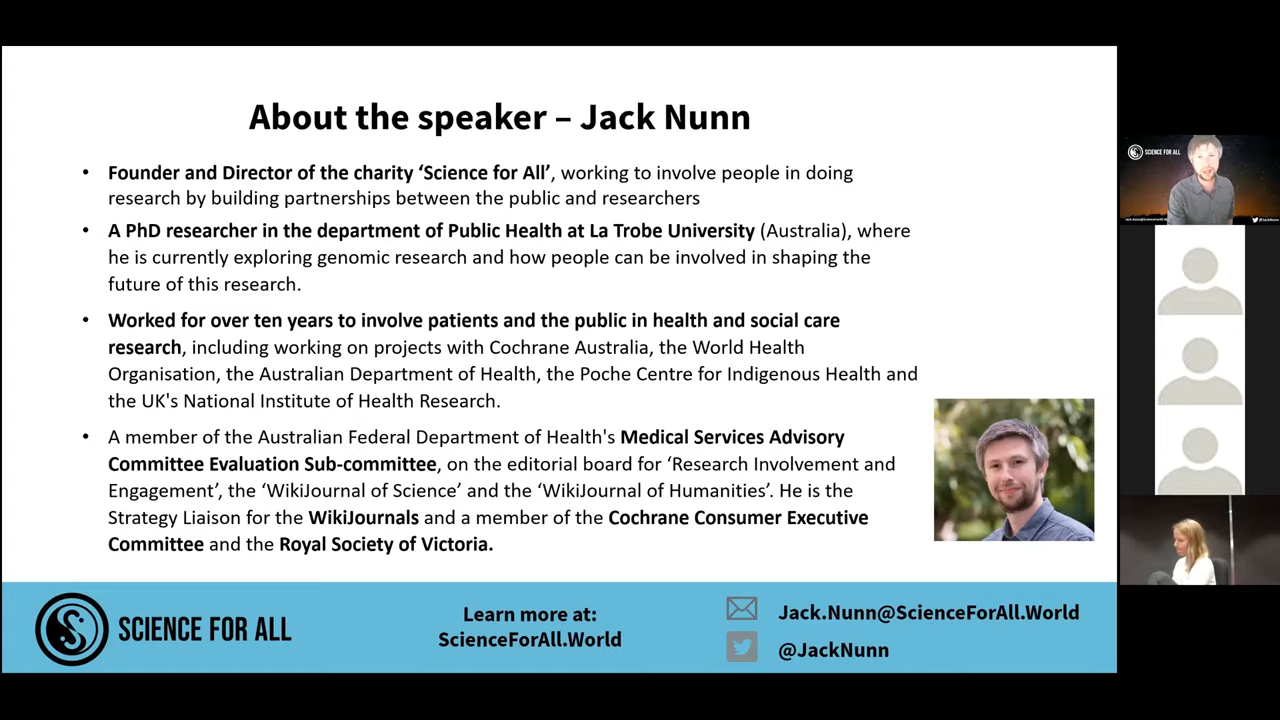 About the speaker – Jack Nunn
• Founder and Director of the charity ‘Science for All’, working to involve people in doing
research by building partnerships between the public and researchers
• A PhD researcher in the department of Public Health at La Trobe University (Australia), where
he is currently exploring genomic research and how people can be involved in shaping the
future of this research.
• Worked for over ten years to involve patients and the public in health and social care
research, including working on projects with Cochrane Australia, the World Health
Organisation, the Australian Department of Health, the Poche Centre for Indigenous Health and
the UK's National Institute of Health Research.
• A member of the Australian Federal Department of Health's Medical Services Advisory
Committee Evaluation Sub-committee, on the editorial board for ‘Research Involvement and
Engagement’, the ‘WikiJournal of Science’ and the ‘WikiJournal of Humanities’. He is the
Strategy Liaison for the WikiJournals and a member of the Cochrane Consumer Executive
Committee and the Royal Society of Victoria.
SCIENCE FOR ALL
Learn more at:
ScienceForAll.World
Jack.Nunn@ScienceForAll.World
@JackNunn
SCIENCE FOR ALL
@JackNunn